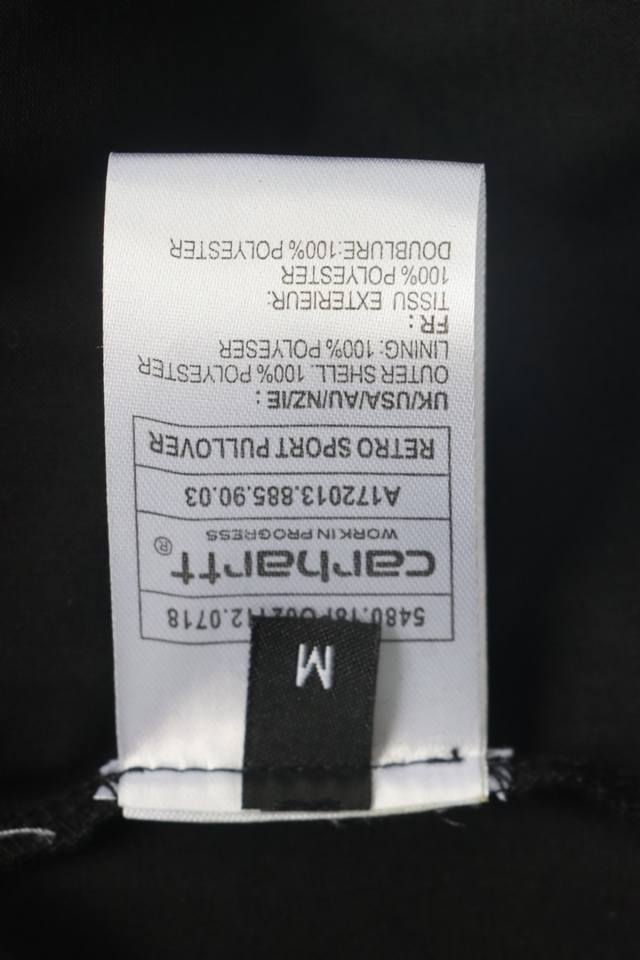 M
carhartt®
WORK IN PROGRESS
A172013.885.90.03
RETRO SPORT PULLOVER
UK/USA/AU/NZ/IE :
OUTER SHELL. 100% POLYESTER
LINING: 100% POLYESER
FR :
TISSU EXTERIEUR:
100% POLYESTER
DOUBLURE:100% POLYESTER